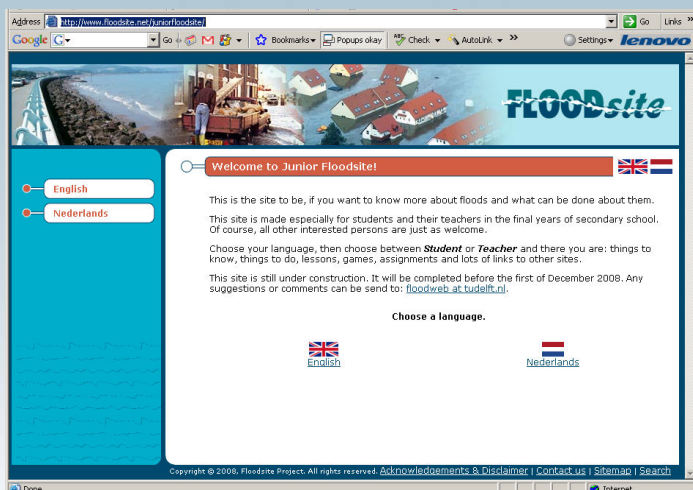 Address http://www.floodsite.net/juniorfloodsite/ Go Links »
Google G Go Bookmarks Popups okay ABC Check AutoLink » Settings lenovo
FLOODsite
Welcome to Junior Floodsite!
English
Nederlands
This is the site to be, if you want to know more about floods and what can be done about them.
This site is made especially for students and their teachers in the final years of secondary school.
Of course, all other interested persons are just as welcome.
Choose your language, then choose between Student or Teacher and there you are: things to
know, things to do, lessons, games, assignments and lots of links to other sites.
This site is still under construction. It will be completed before the first of December 2008. Any
suggestions or comments can be send to: floodweb at tudelft.nl.
Choose a language.
English Nederlands
Copyright @ 2008, Floodsite Project. All rights reserved. Acknowledgements & Disclaimer | Contact us | Sitemap | Search
Done Internet